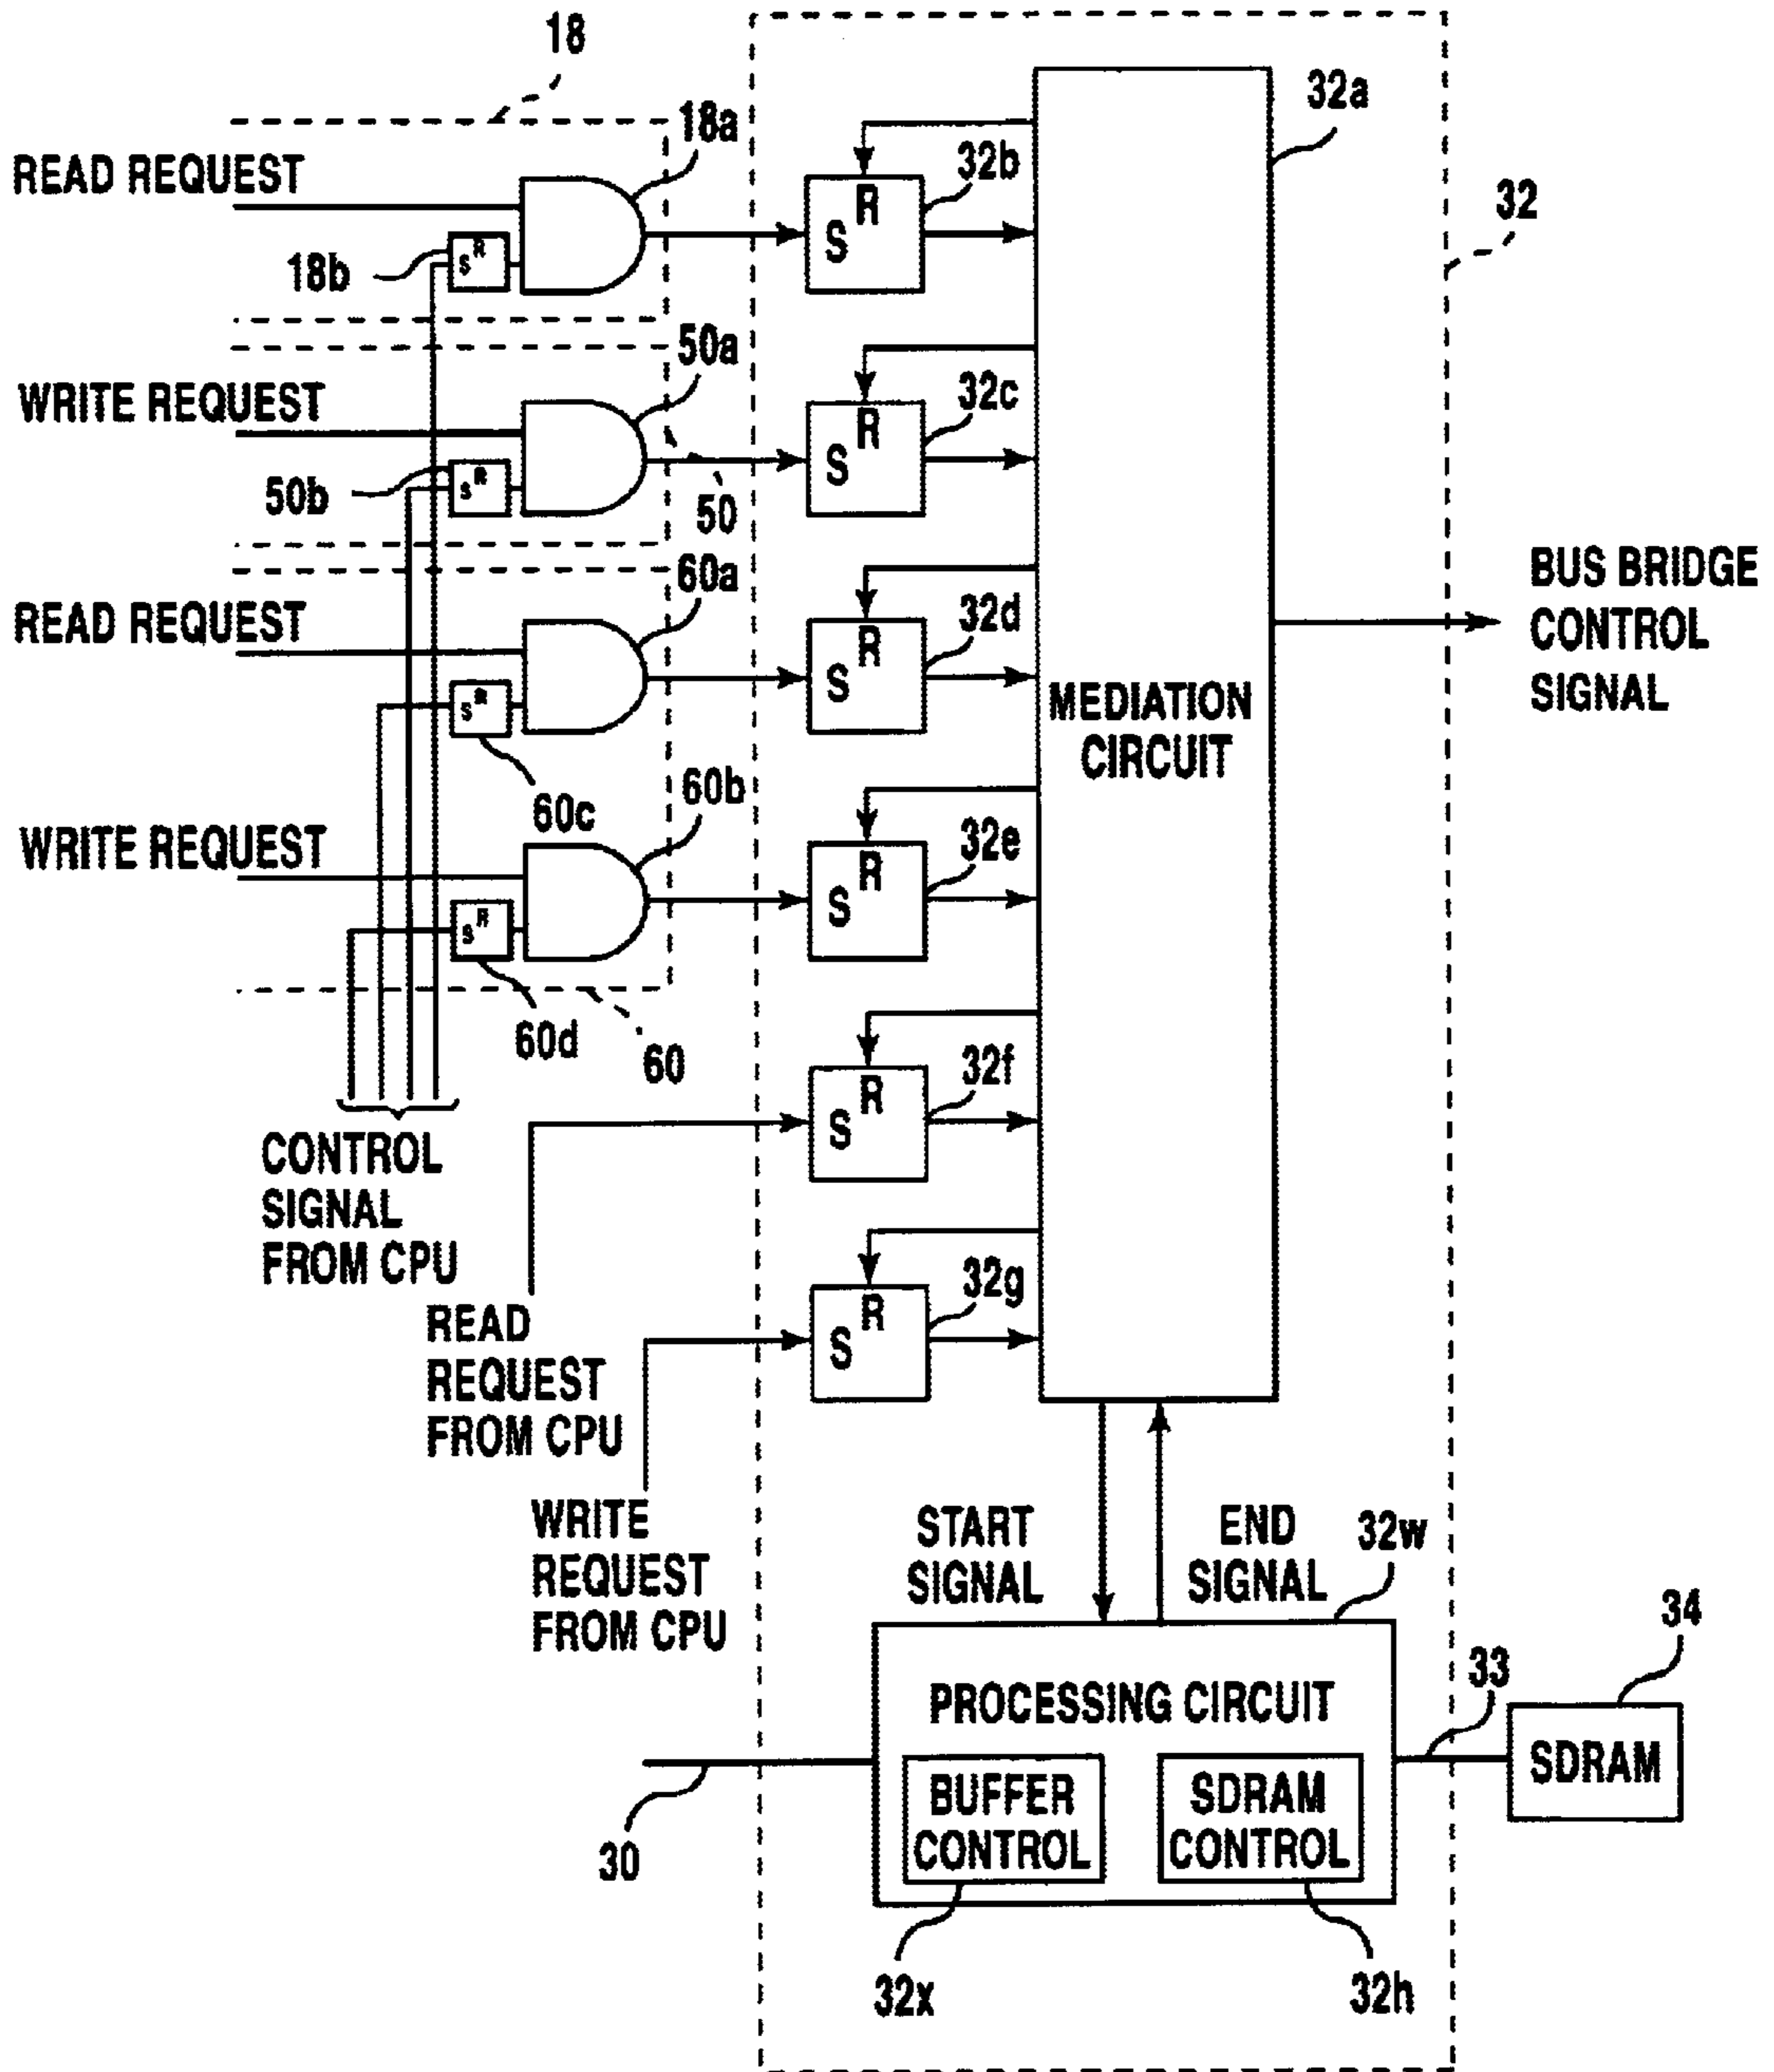 18
18a
32a
READ REQUEST
32b
R
S
32
S R
18b
50a
WRITE REQUEST
32c
R
S
S R
50b
50
60a
BUS BRIDGE
CONTROL
SIGNAL
READ REQUEST
32d
R
S
S R
MEDIATION
CIRCUIT
60c
60b
WRITE REQUEST
32e
R
S
S R
60d
60
32f
R
S
CONTROL
SIGNAL
FROM CPU
32g
R
S
READ
REQUEST
FROM CPU
WRITE
REQUEST
FROM CPU
START
SIGNAL
END
SIGNAL
32w
34
33
PROCESSING CIRCUIT
SDRAM
BUFFER
CONTROL
SDRAM
CONTROL
30
32x
32h